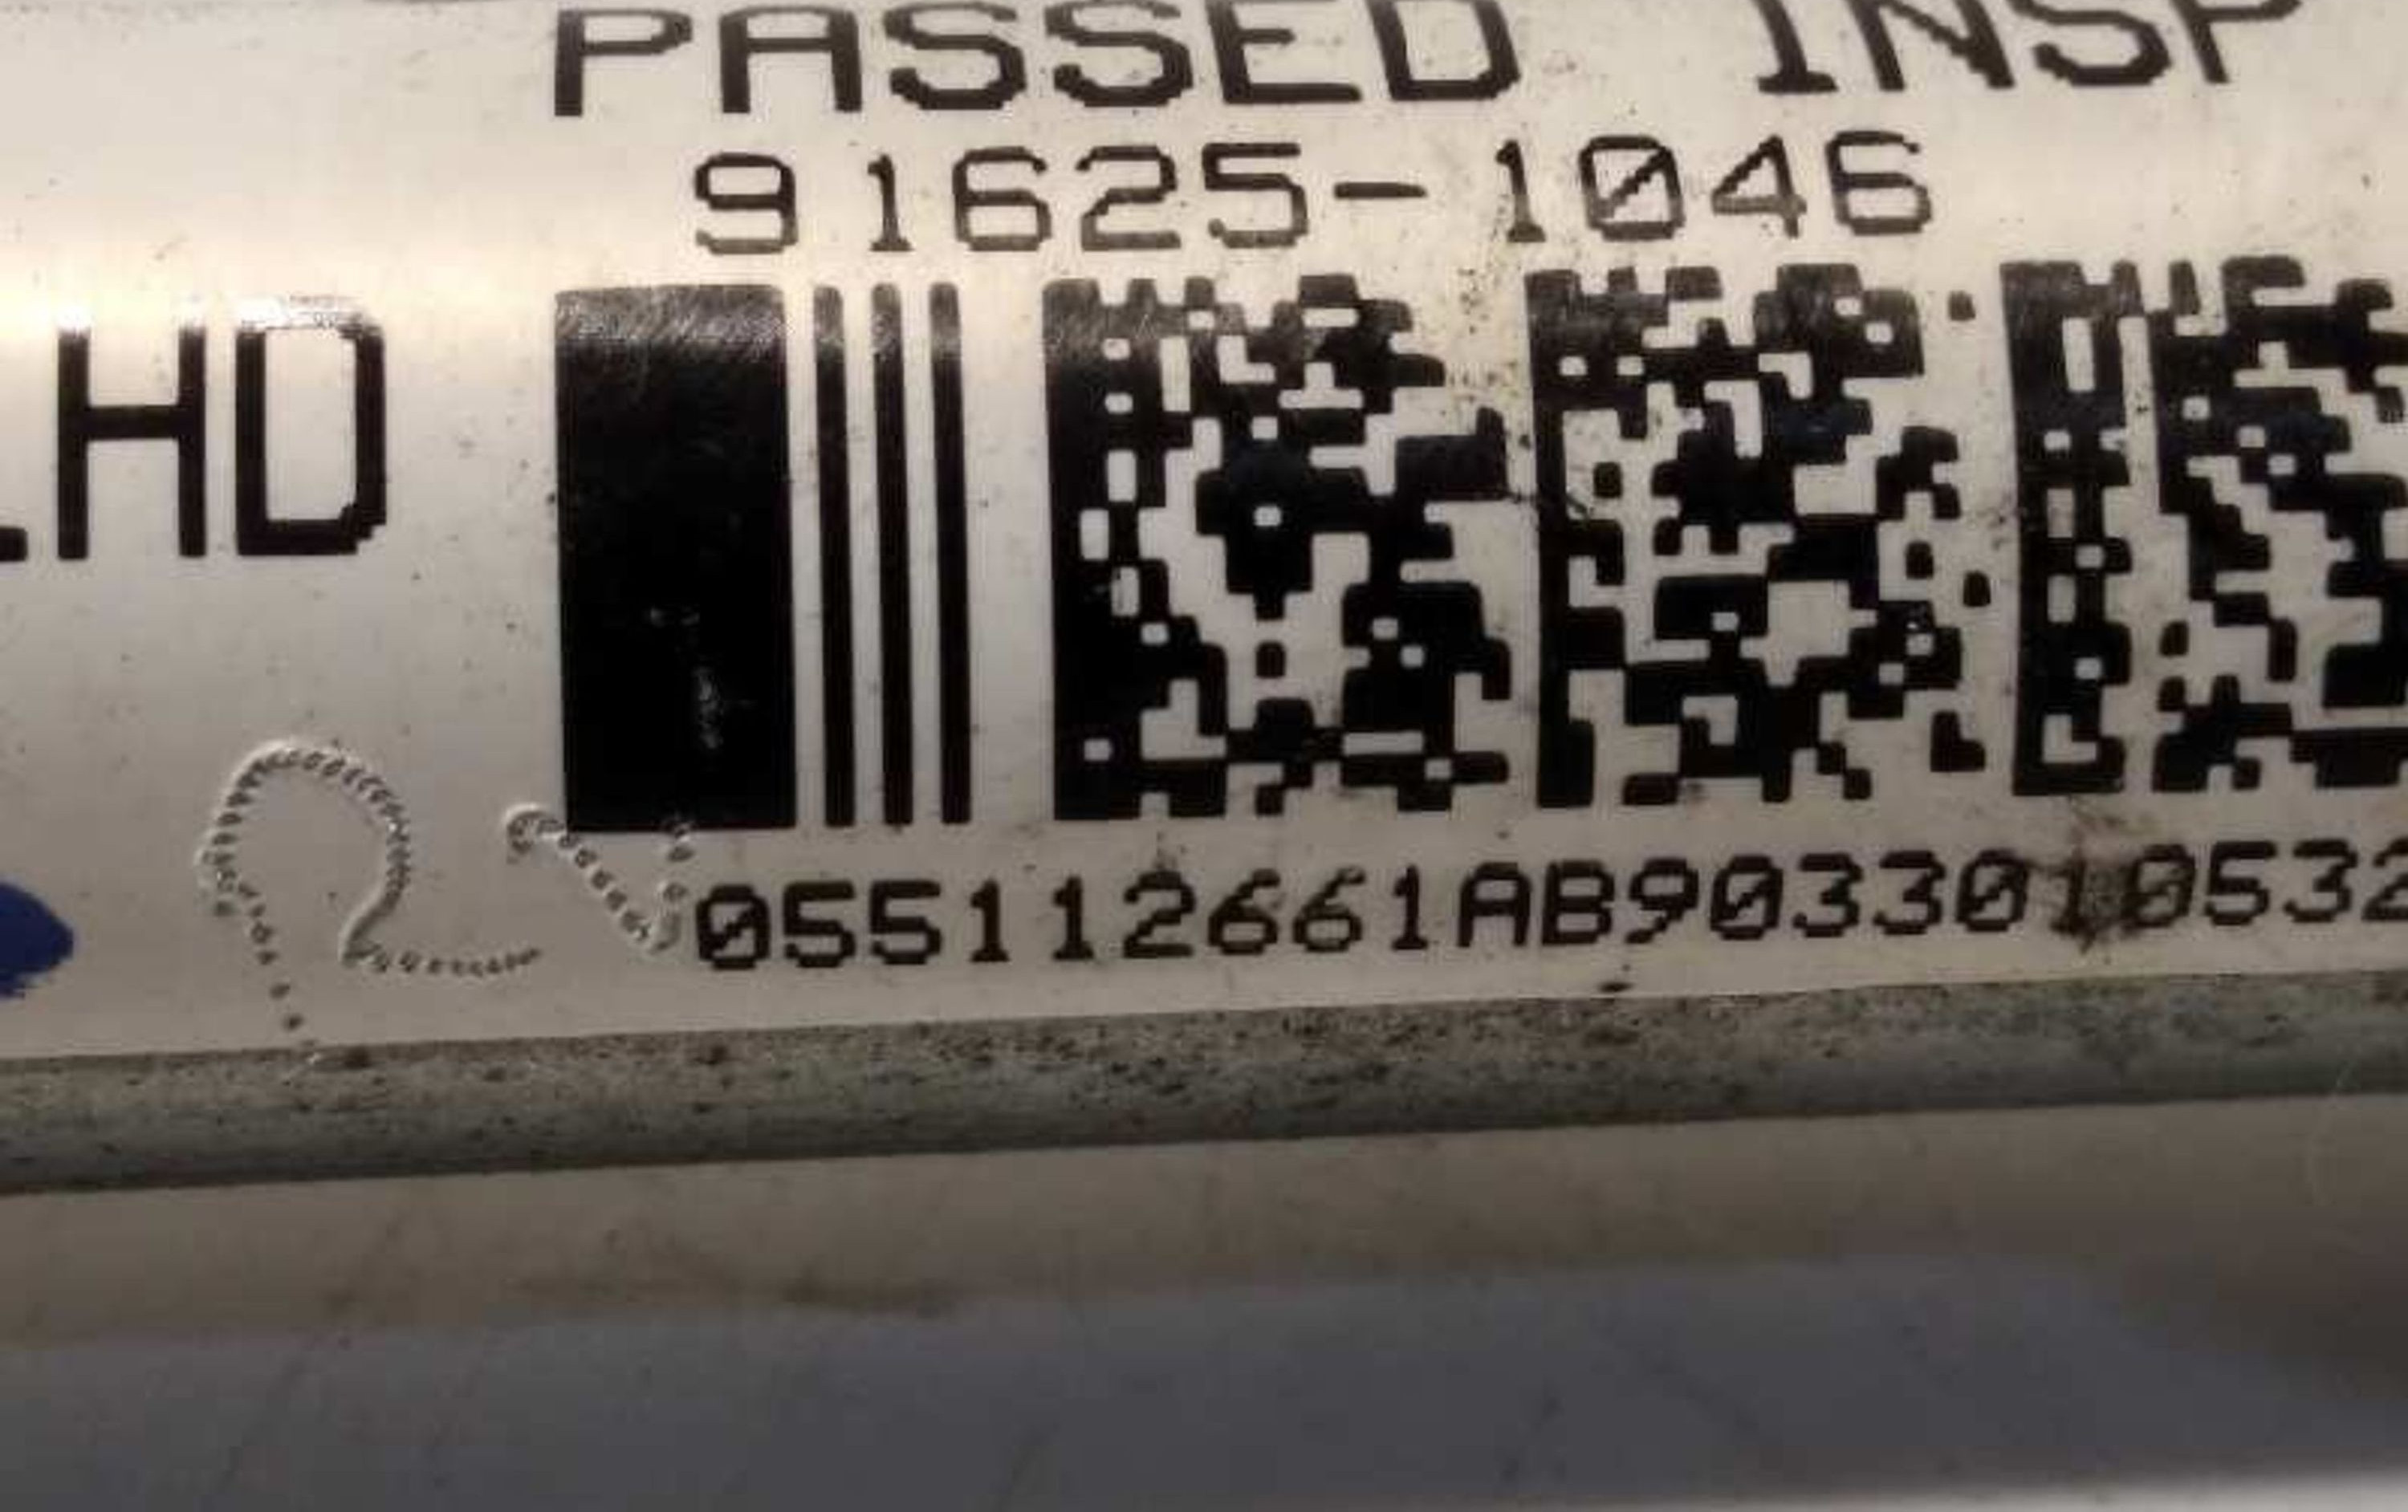 PASSED INSP
91625-1046
LHD
055112661AB9033010532